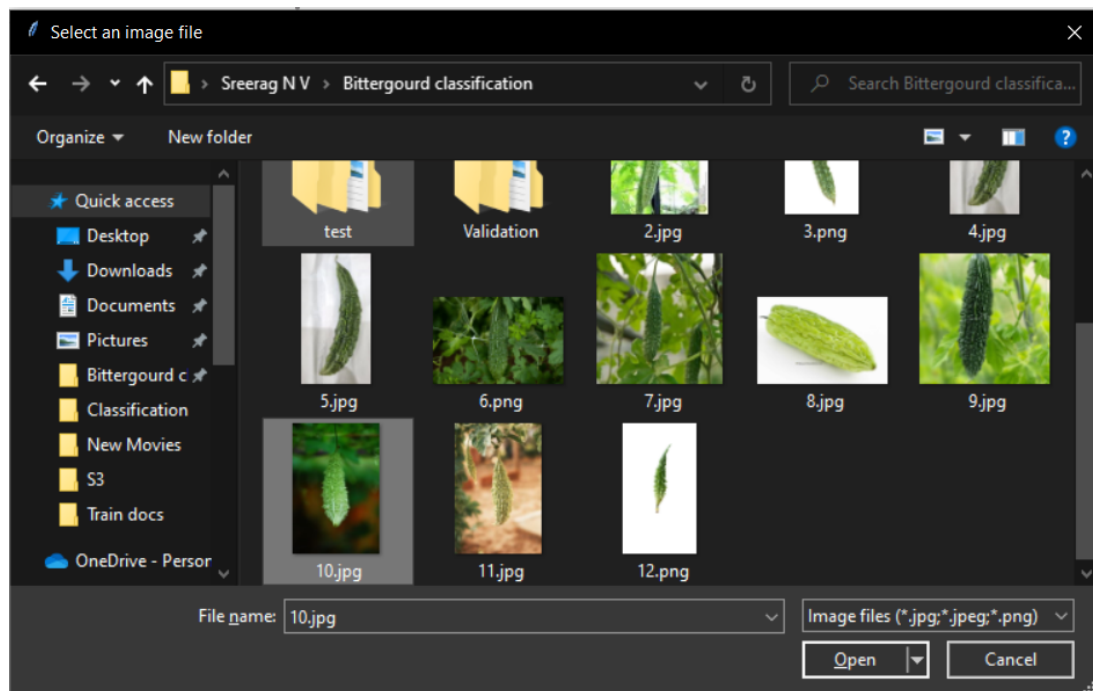 Select an image file
Sreerag N V > Bittergourd classification
Search Bittergourd classifica...
Organize
New folder
Quick access
Desktop
Downloads
Documents
Pictures
Bittergourd c
Classification
New Movies
S3
Train docs
OneDrive - Person
test
Validation
2.jpg
3.png
4.jpg
5.jpg
6.png
7.jpg
8.jpg
9.jpg
10.jpg
11.jpg
12.png
File name: 10.jpg
Image files (*.jpg;*.jpeg;*.png)
Open
Cancel